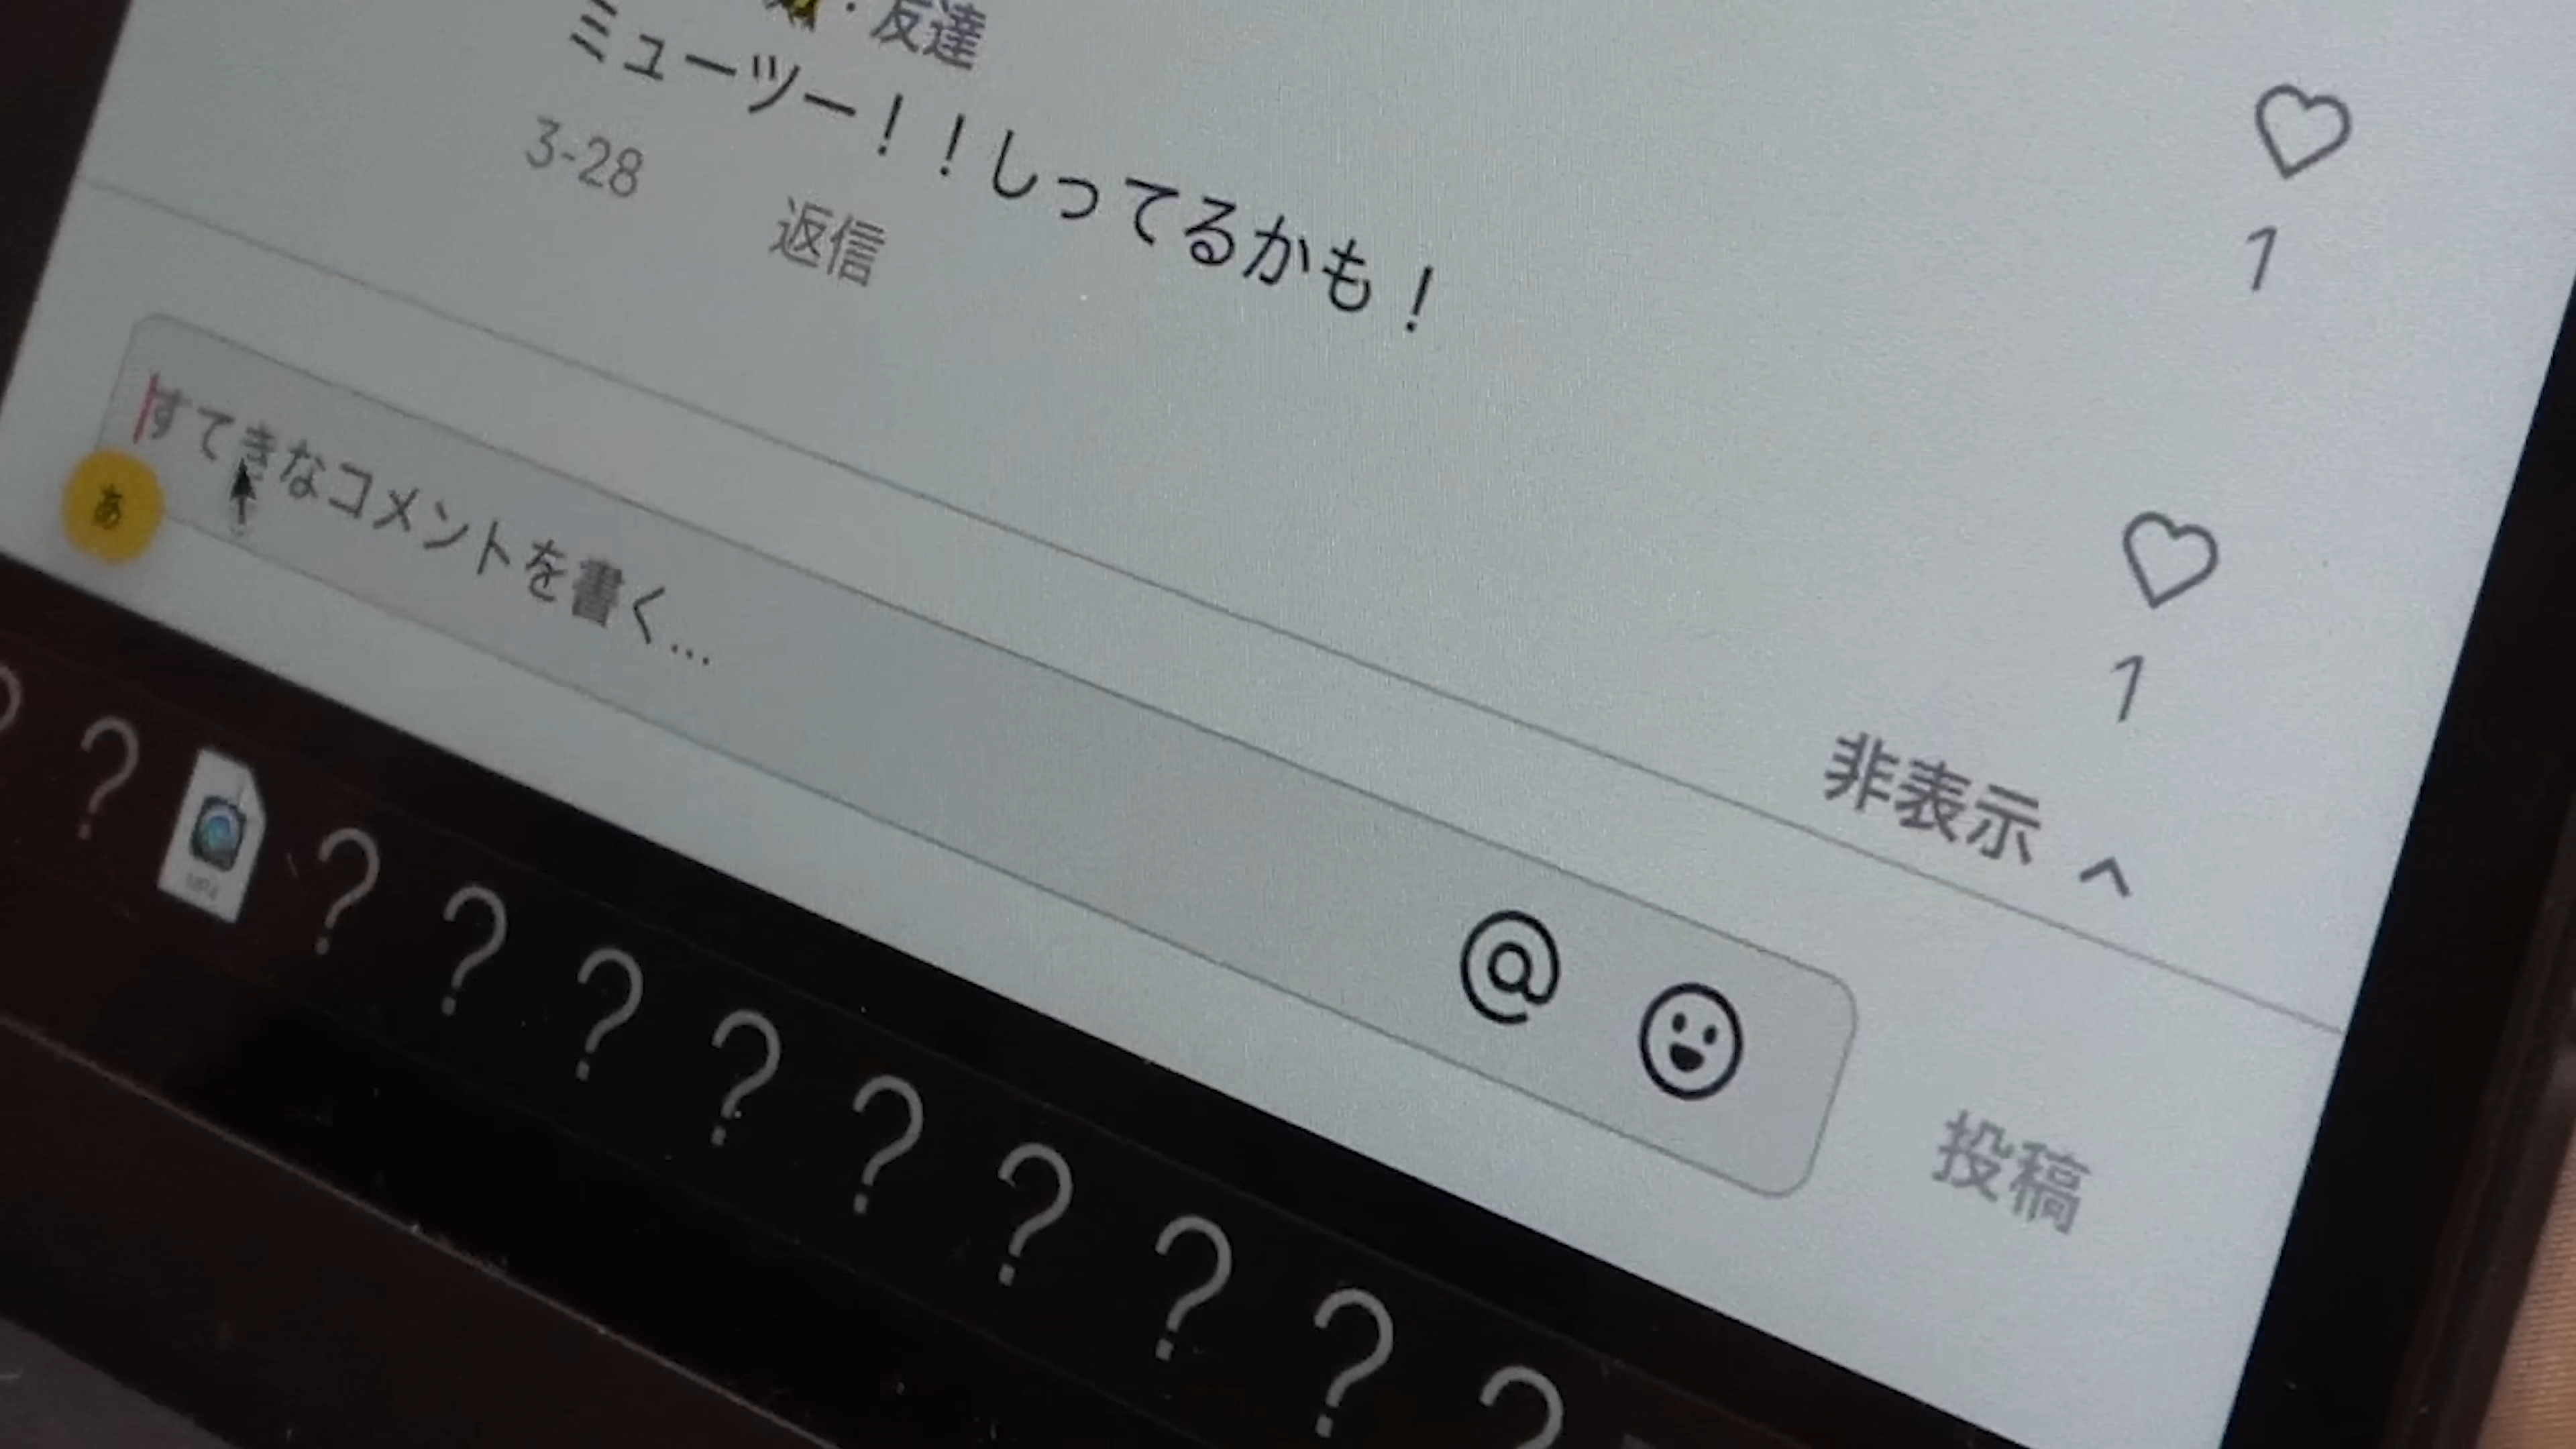 ・友達
ミューツー！！しってるかも！
3-28 返信
1
1
非表示
すてきなコメントを書く...
あ
@
投稿
? ? ? ? ? ? ? ? ? ? ?